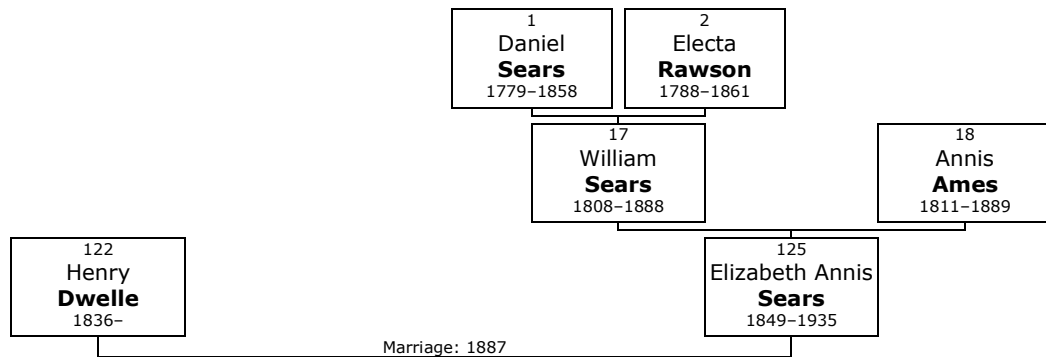 1
Daniel
Sears
1779–1858
2
Electa
Rawson
1788–1861
17
William
Sears
1808–1888
18
Annis
Ames
1811–1889
122
Henry
Dwelle
1836–
125
Elizabeth Annis
Sears
1849–1935
Marriage: 1887